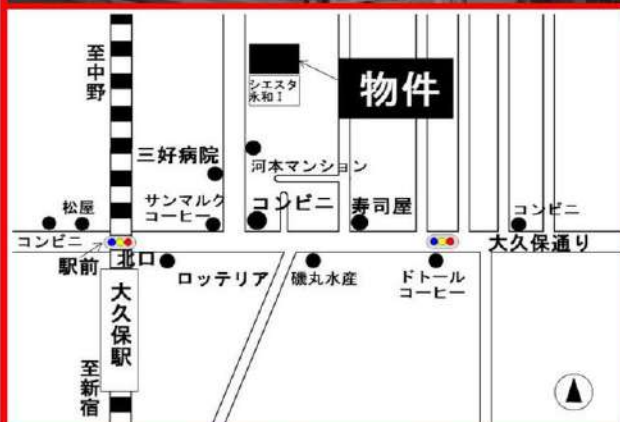 至中野
シエスタ
永和Ⅰ
物件
三好病院
河本マンション
松屋
サンマルク
コーヒー
コンビニ
寿司屋
コンビニ
コンビニ
駅前
北口
大久保通り
ロッテリア
磯丸水産
ドトール
コーヒー
大久保駅
至新宿